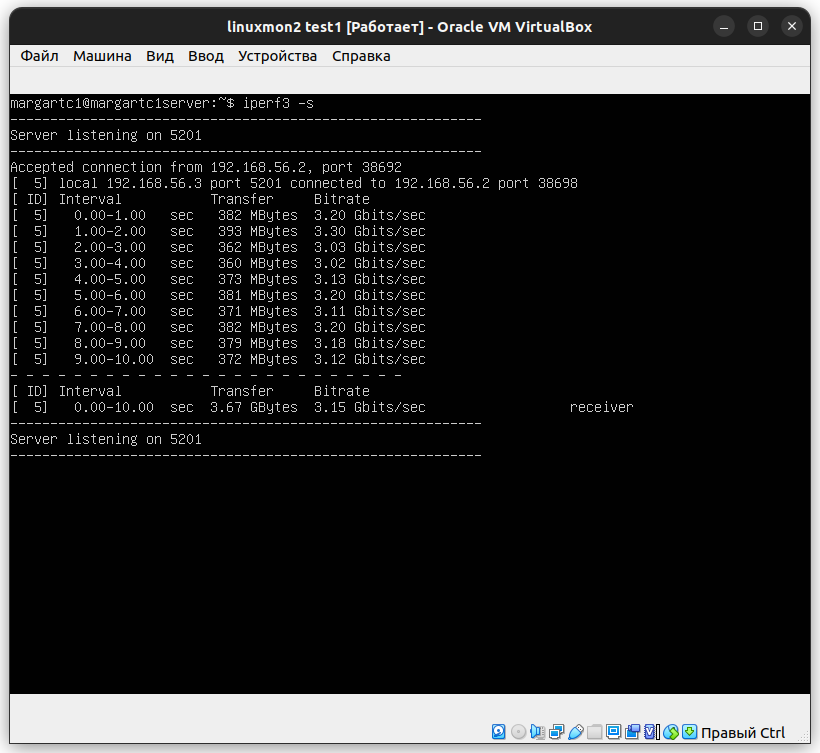 linuxmon2 test1 [Работает] - Oracle VM VirtualBox
Файл Машина Вид Ввод Устройства Справка
margartc1@margartc1server:~$ iperf3 -s
-----------------------------------------------------------
Server listening on 5201
-----------------------------------------------------------
Accepted connection from 192.168.56.2, port 38692
[  5] local 192.168.56.3 port 5201 connected to 192.168.56.2 port 38698
[ ID] Interval           Transfer     Bitrate
[  5]   0.00-1.00   sec   382 MBytes  3.20 Gbits/sec
[  5]   1.00-2.00   sec   393 MBytes  3.30 Gbits/sec
[  5]   2.00-3.00   sec   362 MBytes  3.03 Gbits/sec
[  5]   3.00-4.00   sec   360 MBytes  3.02 Gbits/sec
[  5]   4.00-5.00   sec   373 MBytes  3.13 Gbits/sec
[  5]   5.00-6.00   sec   381 MBytes  3.20 Gbits/sec
[  5]   6.00-7.00   sec   371 MBytes  3.11 Gbits/sec
[  5]   7.00-8.00   sec   382 MBytes  3.20 Gbits/sec
[  5]   8.00-9.00   sec   379 MBytes  3.18 Gbits/sec
[  5]   9.00-10.00  sec   372 MBytes  3.12 Gbits/sec
- - - - - - - - - - - - - - - - - - - - - - - - -
[ ID] Interval           Transfer     Bitrate
[  5]   0.00-10.00  sec  3.67 GBytes  3.15 Gbits/sec                  receiver
-----------------------------------------------------------
Server listening on 5201
-----------------------------------------------------------
Правый Ctrl